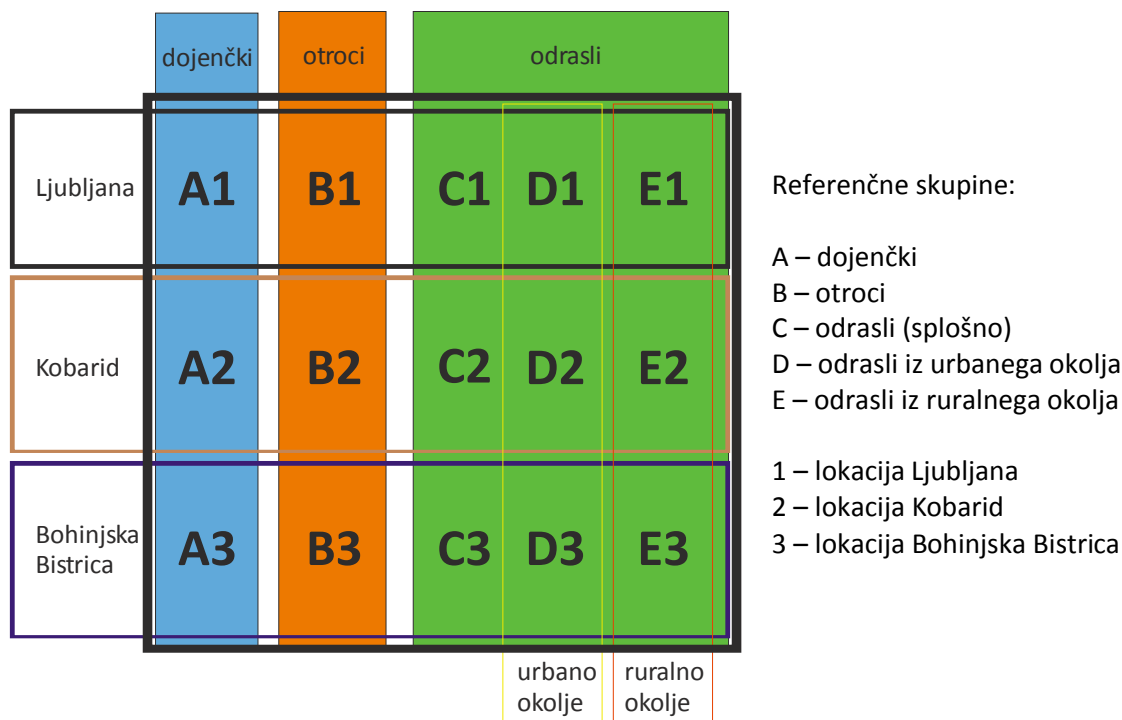 dojenčki otroci odrasli
Ljubljana A1 B1 C1 D1 E1
Kobarid A2 B2 C2 D2 E2
Bohinjska
Bistrica A3 B3 C3 D3 E3
urbano
okolje
ruralno
okolje
Referenčne skupine:
A – dojenčki
B – otroci
C – odrasli (splošno)
D – odrasli iz urbanega okolja
E – odrasli iz ruralnega okolja
1 – lokacija Ljubljana
2 – lokacija Kobarid
3 – lokacija Bohinjska Bistrica